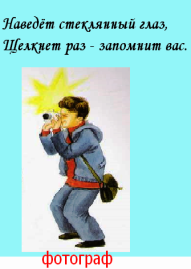 Наведёт стеклянный глаз,
Щелкнет раз - запомнит вас.
фотограф